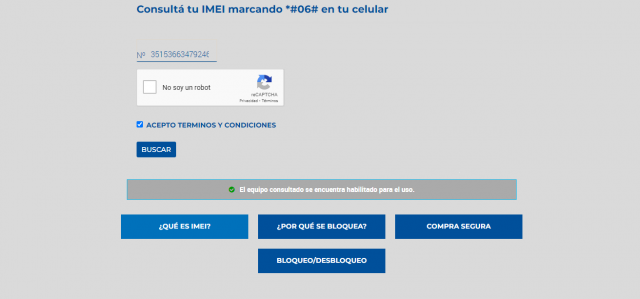 Consultá tu IMEI marcando *#06# en tu celular
Nº 3515366347924
No soy un robot
reCAPTCHA
Privacidad - Términos
ACEPTO TERMINOS Y CONDICIONES
BUSCAR
El equipo consultado se encuentra habilitado para el uso.
¿QUÉ ES IMEI?
¿POR QUÉ SE BLOQUEA?
COMPRA SEGURA
BLOQUEO/DESBLOQUEO